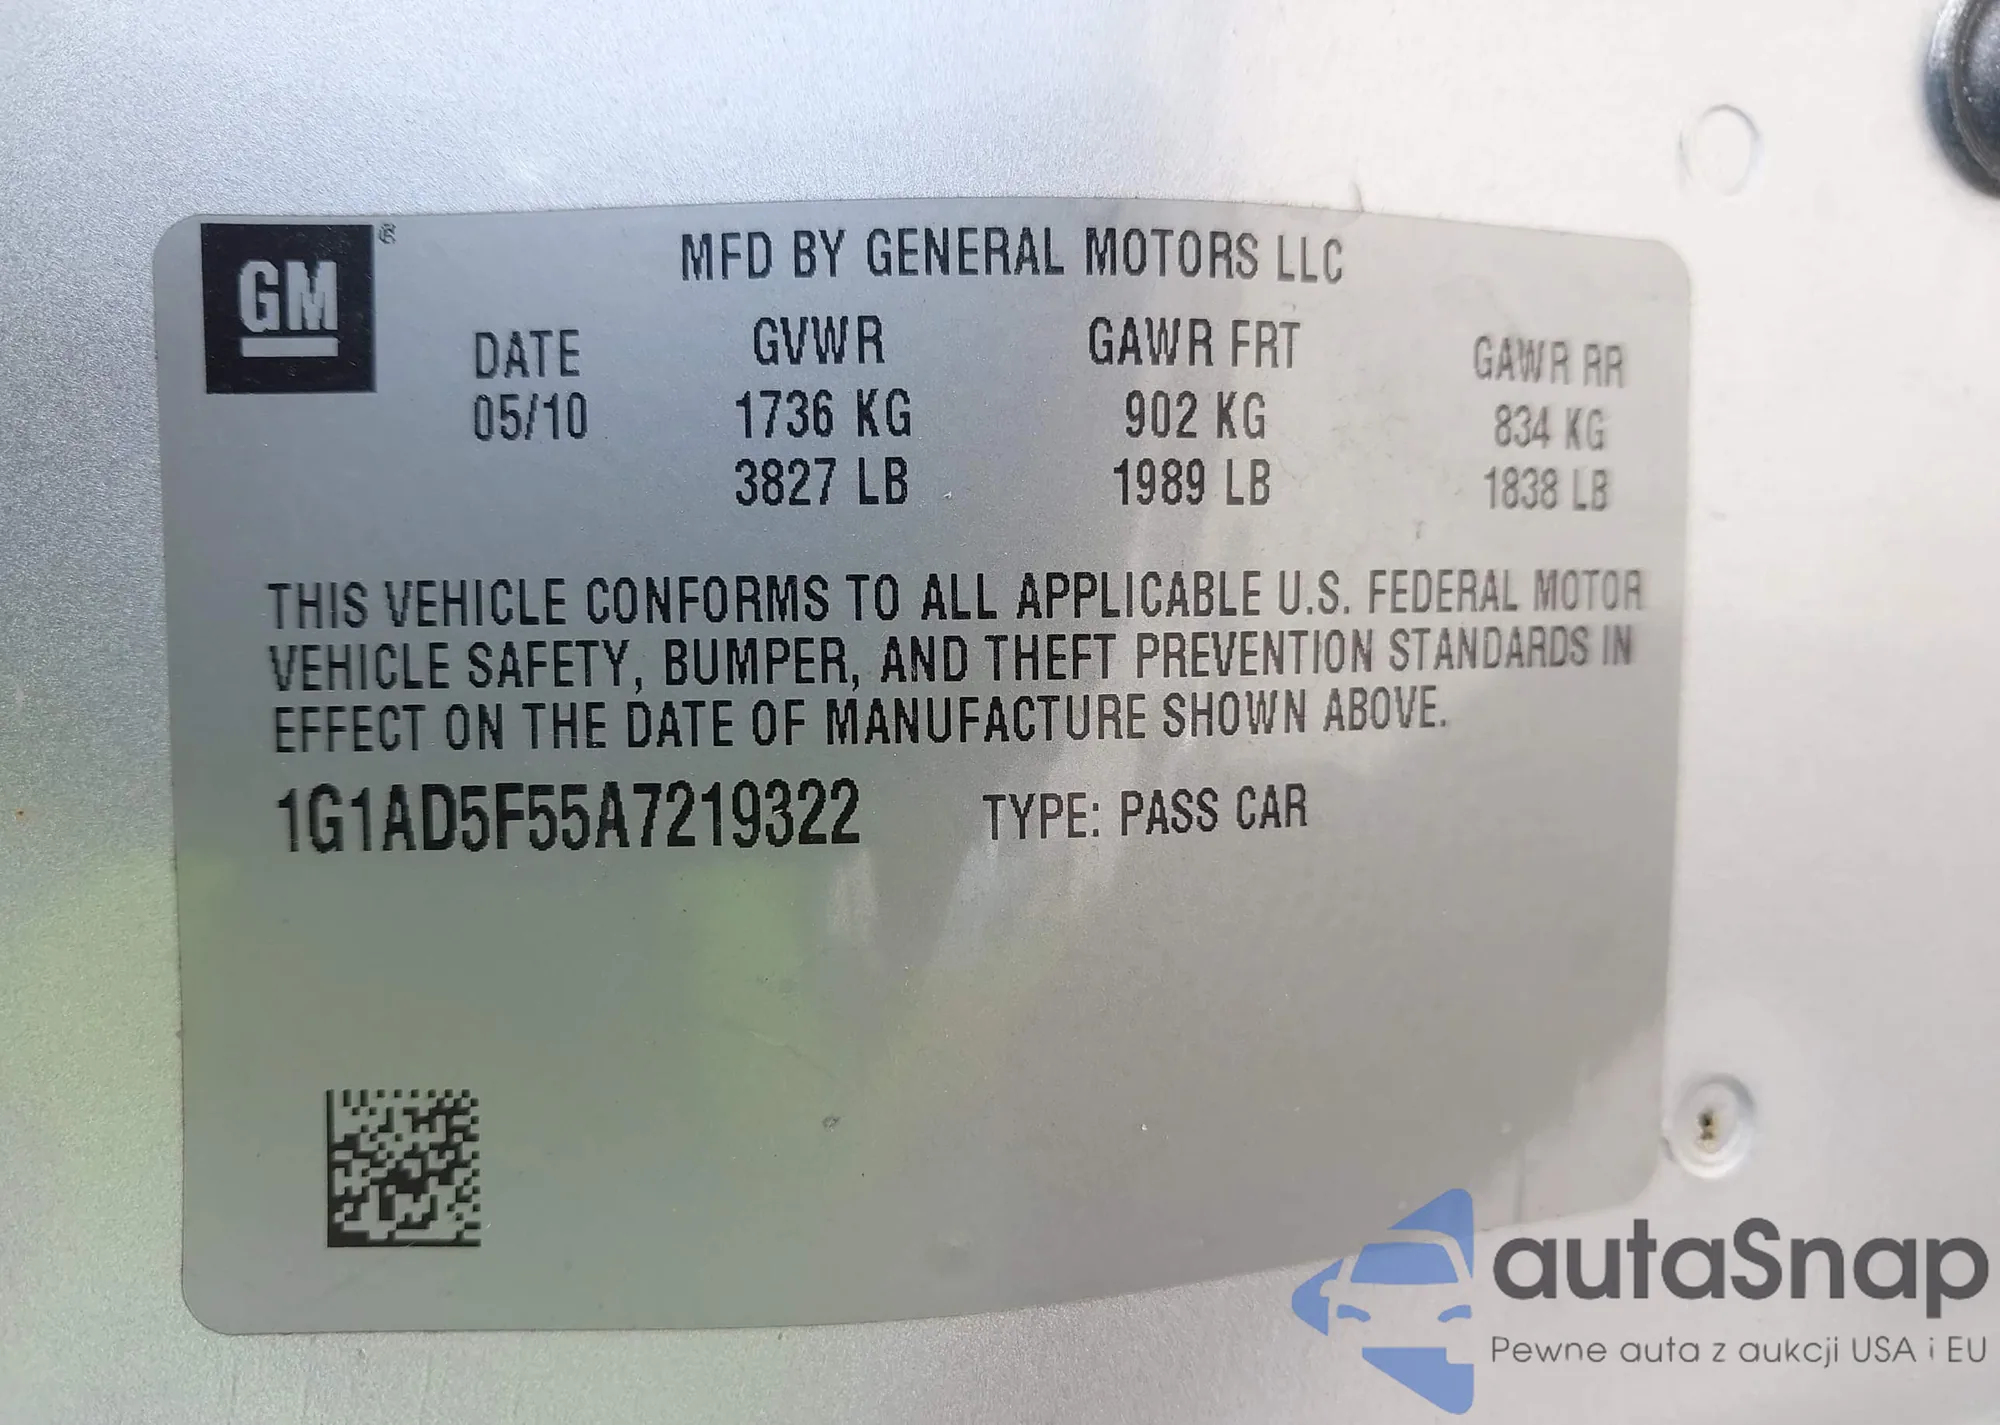 GM ®
MFD BY GENERAL MOTORS LLC
DATE GVWR GAWR FRT GAWR RR
05/10 1736 KG 902 KG 834 KG
3827 LB 1989 LB 1838 LB
THIS VEHICLE CONFORMS TO ALL APPLICABLE U.S. FEDERAL MOTOR
VEHICLE SAFETY, BUMPER, AND THEFT PREVENTION STANDARDS IN
EFFECT ON THE DATE OF MANUFACTURE SHOWN ABOVE.
1G1AD5F55A7219322 TYPE: PASS CAR
autaSnap
Pewne auta z aukcji USA i EU